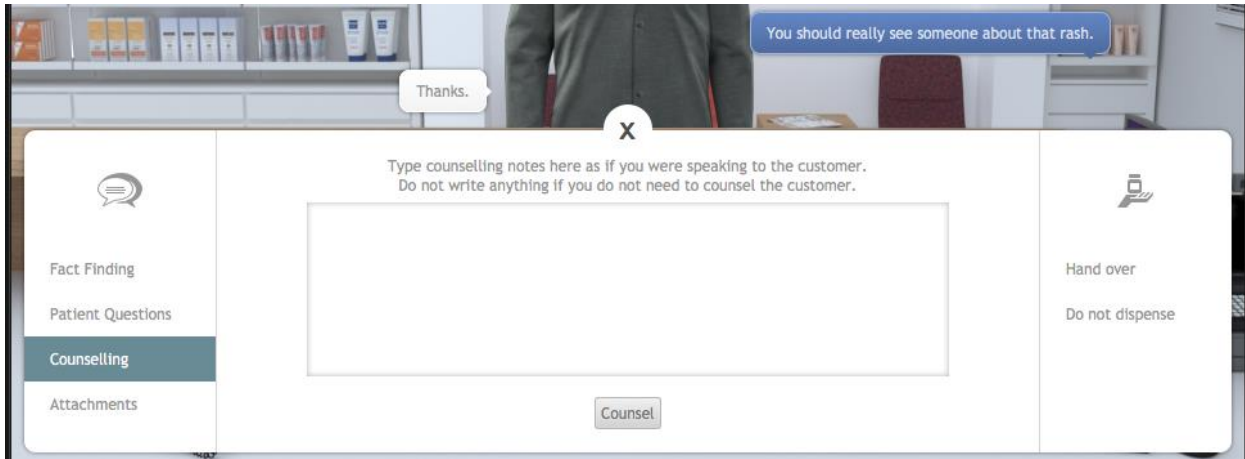 You should really see someone about that rash.
Thanks.
X
Type counselling notes here as if you were speaking to the customer.
Do not write anything if you do not need to counsel the customer.
Fact Finding
Patient Questions
Counselling
Attachments
Counsel
Hand over
Do not dispense